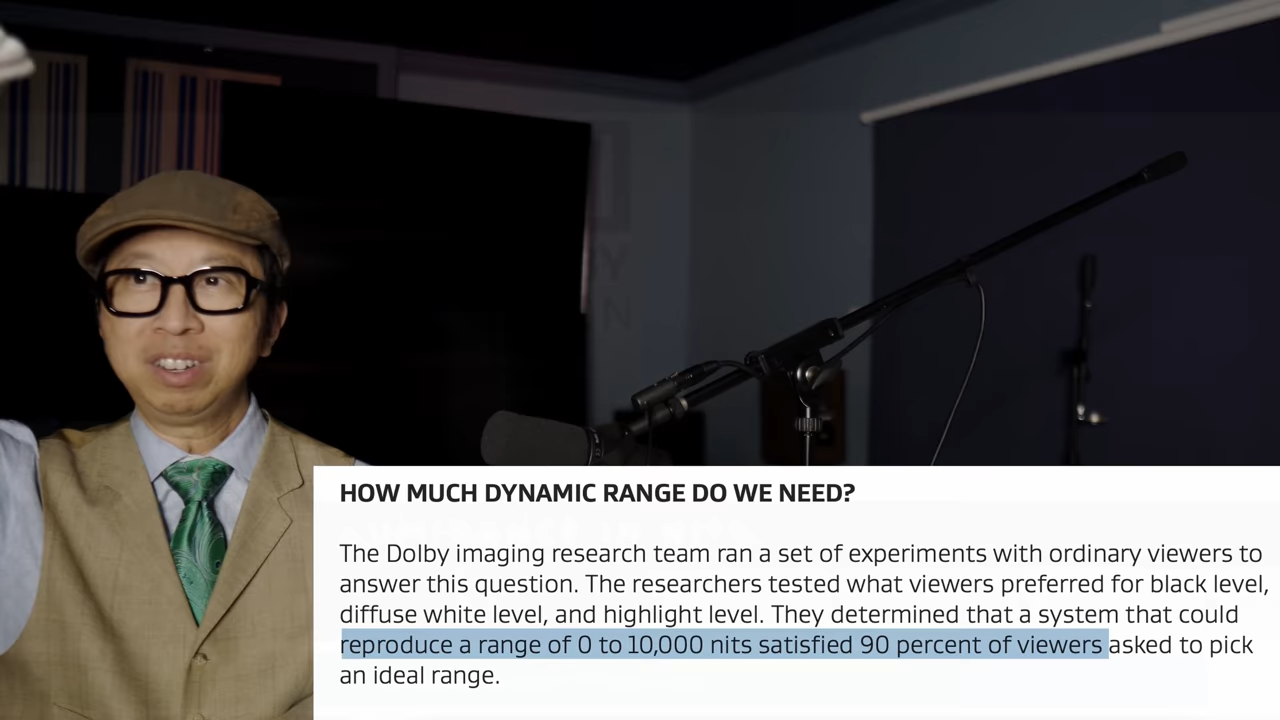 HOW MUCH DYNAMIC RANGE DO WE NEED?
The Dolby imaging research team ran a set of experiments with ordinary viewers to
answer this question. The researchers tested what viewers preferred for black level,
diffuse white level, and highlight level. They determined that a system that could
reproduce a range of 0 to 10,000 nits satisfied 90 percent of viewers asked to pick
an ideal range.